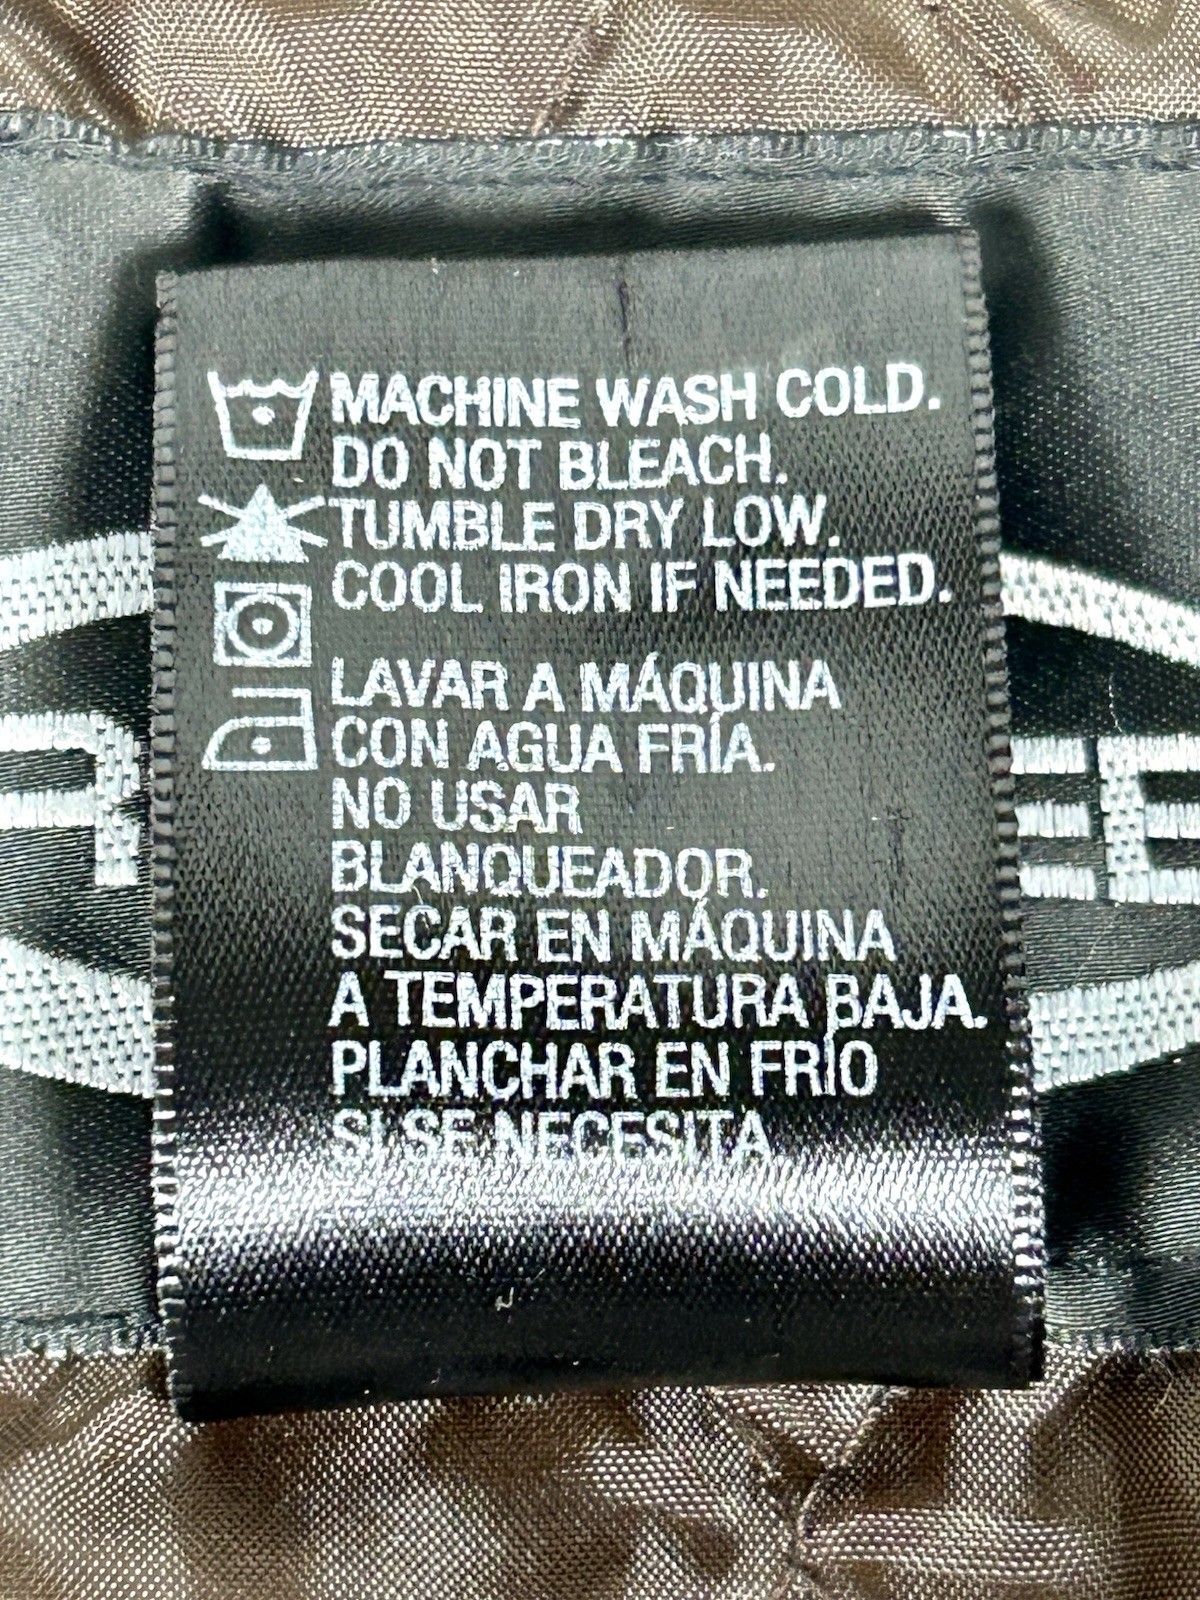 MACHINE WASH COLD.
DO NOT BLEACH.
TUMBLE DRY LOW.
COOL IRON IF NEEDED.
LAVAR A MÁQUINA
CON AGUA FRÍA.
NO USAR
BLANQUEADOR.
SECAR EN MÁQUINA
A TEMPERATURA BAJA.
PLANCHAR EN FRÍO
SI SE NECESITA